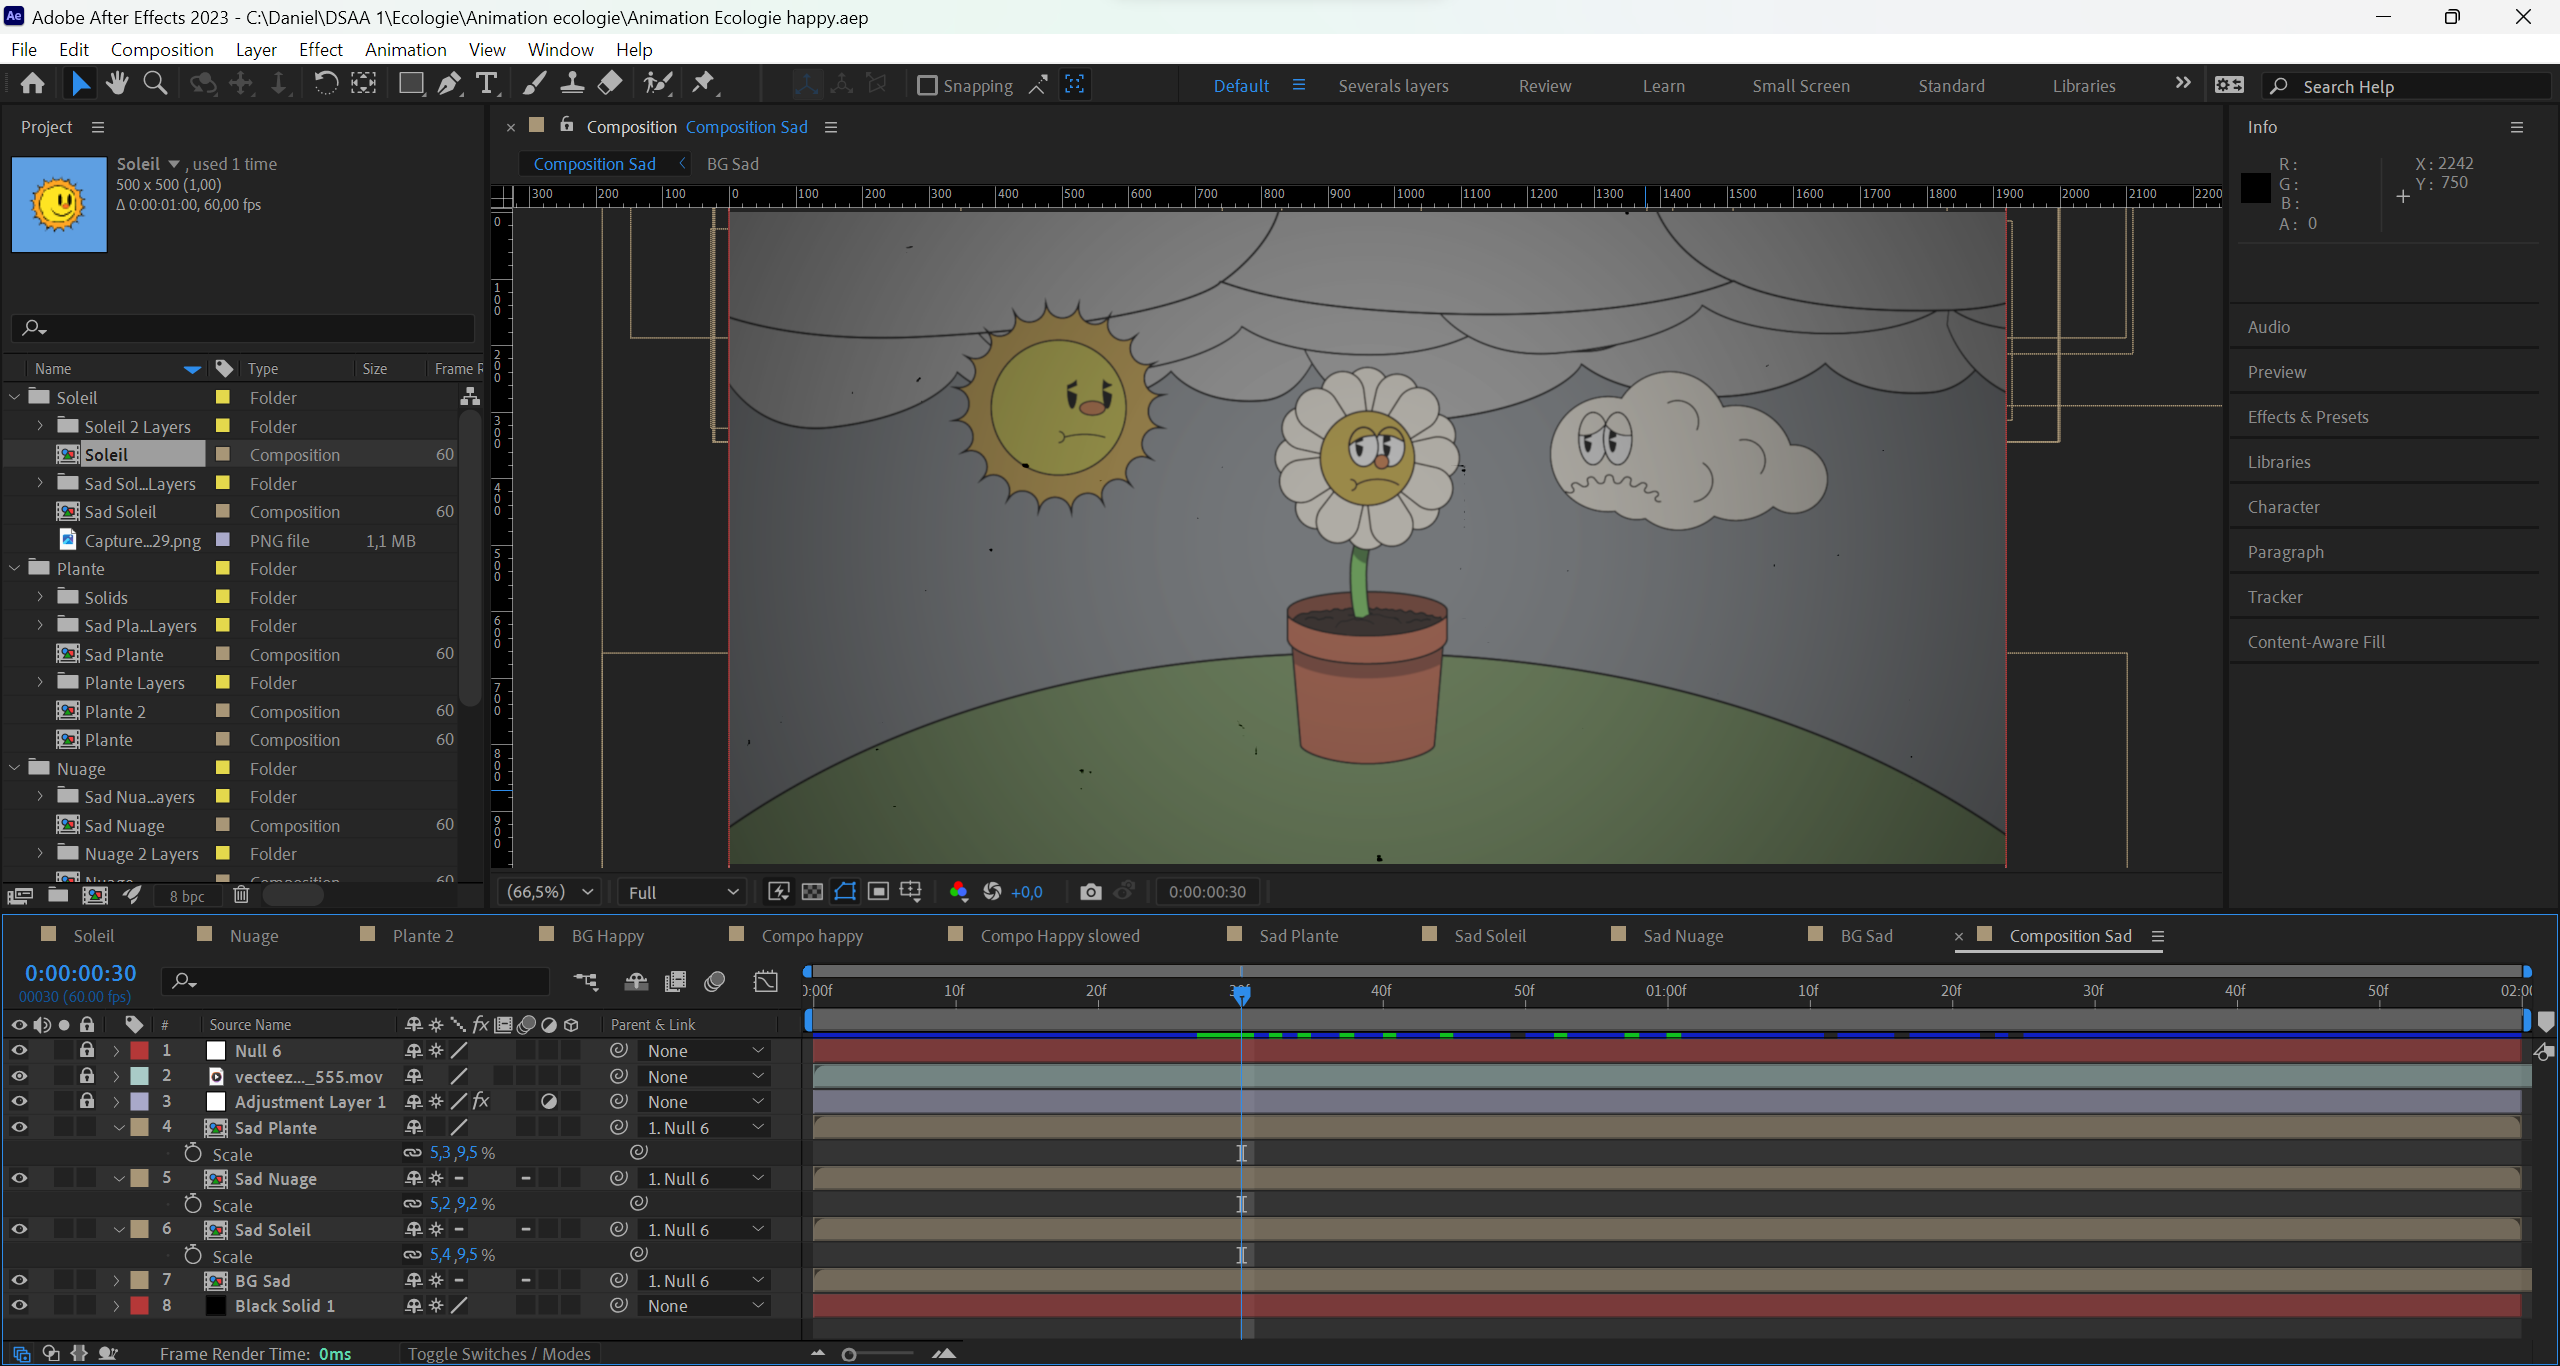 Adobe After Effects 2023 - C:\Daniel\DSAA 1\Ecologie\Animation ecologie\Animation Ecologie happy.aep
File Edit Composition Layer Effect Animation View Window Help
Snapping Default Severals layers Review Learn Small Screen Standard Libraries Search Help
Project
Soleil , used 1 time
500 x 500 (1,00)
Δ 0:00:01:00, 60,00 fps
Name Type Size Frame R
Soleil Folder
Soleil 2 Layers Folder
Soleil Composition 60
Sad Sol...Layers Folder
Sad Soleil Composition 60
Capture...29.png PNG file 1,1 MB
Plante Folder
Solids Folder
Sad Pla...Layers Folder
Sad Plante Composition 60
Plante Layers Folder
Plante 2 Composition 60
Plante Composition 60
Nuage Folder
Sad Nua...ayers Folder
Sad Nuage Composition 60
Nuage 2 Layers Folder
Nuage Composition 60
8 bpc
Composition Composition Sad
Composition Sad BG Sad
300 200 100 0 100 200 300 400 500 600 700 800 900 1000 1100 1200 1300 1400 1500 1600 1700 1800 1900 2000 2100 2200
0
100
200
300
400
500
600
700
800
900
(66,5%) Full +0,0 0:00:00:30
Info
R: X: 2242
G: Y: 750
B:
A: 0
Audio
Preview
Effects & Presets
Libraries
Character
Paragraph
Tracker
Content-Aware Fill
Soleil Nuage Plante 2 BG Happy Compo happy Compo Happy slowed Sad Plante Sad Soleil Sad Nuage BG Sad Composition Sad
0:00:00:30
00030 (60.00 fps)
0:00f 10f 20f 30f 40f 50f 01:00f 10f 20f 30f 40f 50f 02:00
# Source Name fx Parent & Link
1 Null 6 None
2 vecteez..._555.mov None
3 Adjustment Layer 1 fx None
4 Sad Plante 1. Null 6
Scale 5,3,9,5 %
5 Sad Nuage 1. Null 6
Scale 5,2,9,2 %
6 Sad Soleil 1. Null 6
Scale 5,4,9,5 %
7 BG Sad 1. Null 6
8 Black Solid 1 None
Frame Render Time: 0ms Toggle Switches / Modes